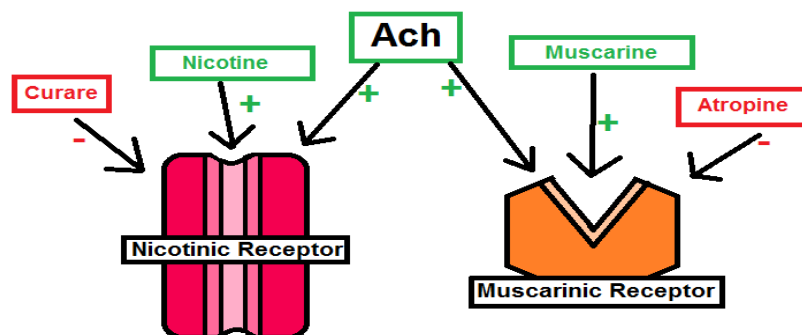 Ach
Nicotine
Muscarine
Curare
Atropine
+
+
+
+
-
-
Nicotinic Receptor
Muscarinic Receptor